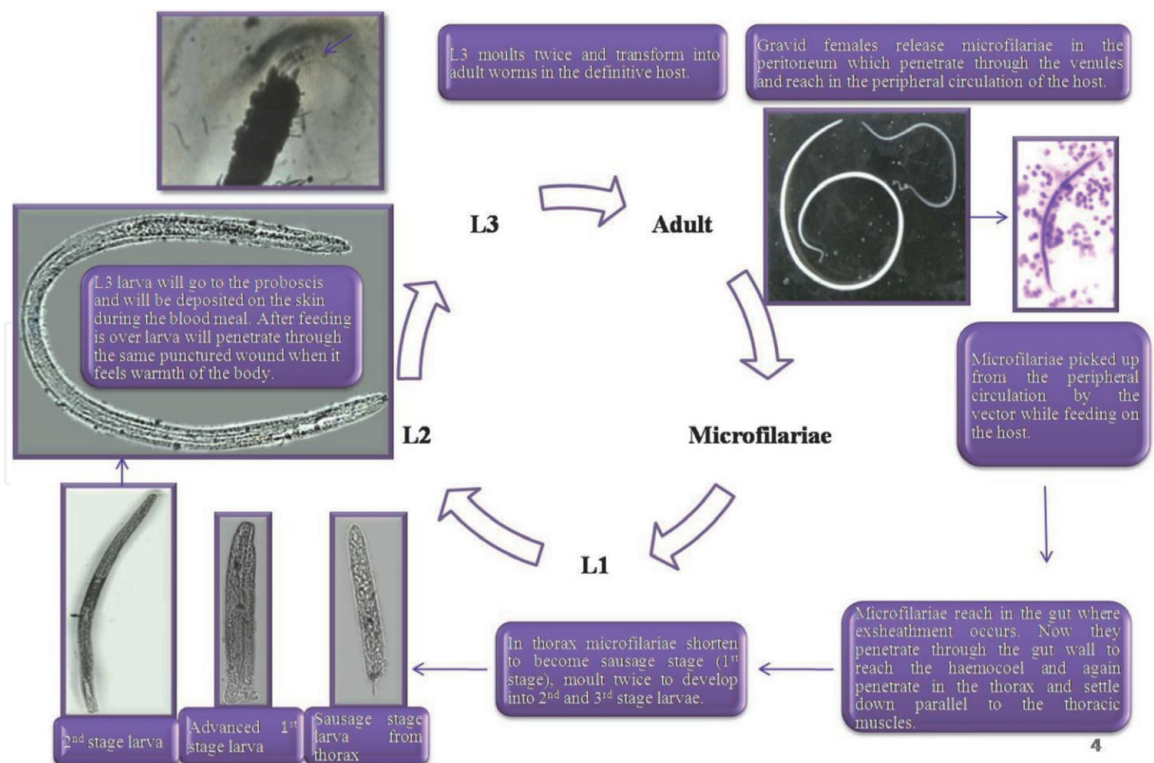 L3 moults twice and transform into
adult worms in the definitive host.
Gravid females release microfilariae in the
peritoneum which penetrate through the venules
and reach in the peripheral circulation of the host.
L3
Adult
L3 larva will go to the proboscis
and will be deposited on the skin
during the blood meal. After feeding
is over larva will penetrate through
the same punctured wound when it
feels warmth of the body.
L2
Microfilariae
Microfilariae picked up
from the peripheral
circulation by the
vector while feeding on
the host.
L1
Microfilariae reach in the gut where
exsheathment occurs. Now they
penetrate through the gut wall to
reach the haemocoel and again
penetrate in the thorax and settle
down parallel to the thoracic
muscles.
In thorax microfilariae shorten
to become sausage stage (1st
stage), moult twice to develop
into 2nd and 3rd stage larvae.
2nd stage larva
Advanced 1st
stage larva
Sausage stage
larva from
thorax
4